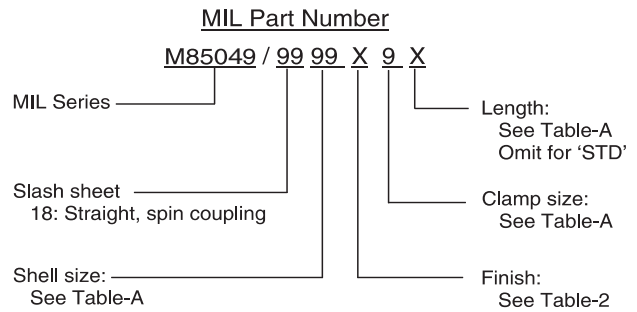 MIL Part Number
M85049 / 99 99 X 9 X
MIL Series
Length:
See Table-A
Omit for 'STD'
Slash sheet
18: Straight, spin coupling
Clamp size:
See Table-A
Shell size:
See Table-A
Finish:
See Table-2